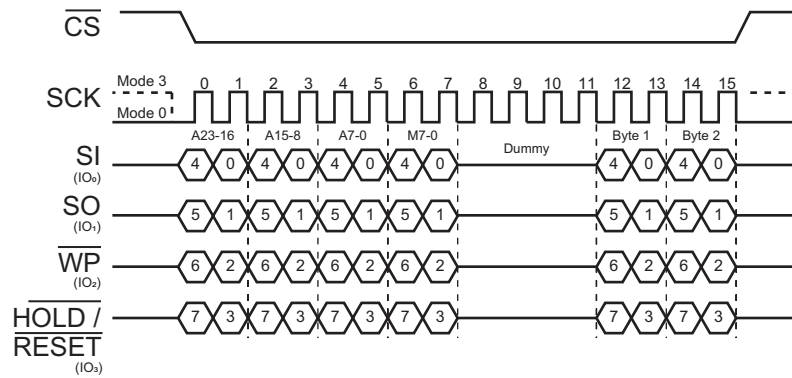 CS
Mode 3
SCK
Mode 0
0 1 2 3 4 5 6 7 8 9 10 11 12 13 14 15
A23-16 A15-8 A7-0 M7-0 Dummy Byte 1 Byte 2
SI 4 0 4 0 4 0 4 0 4 0 4 0
(IO₀)
SO 5 1 5 1 5 1 5 1 5 1 5 1
(IO₁)
WP 6 2 6 2 6 2 6 2 6 2 6 2
(IO₂)
HOLD / 7 3 7 3 7 3 7 3 7 3 7 3
RESET
(IO₃)